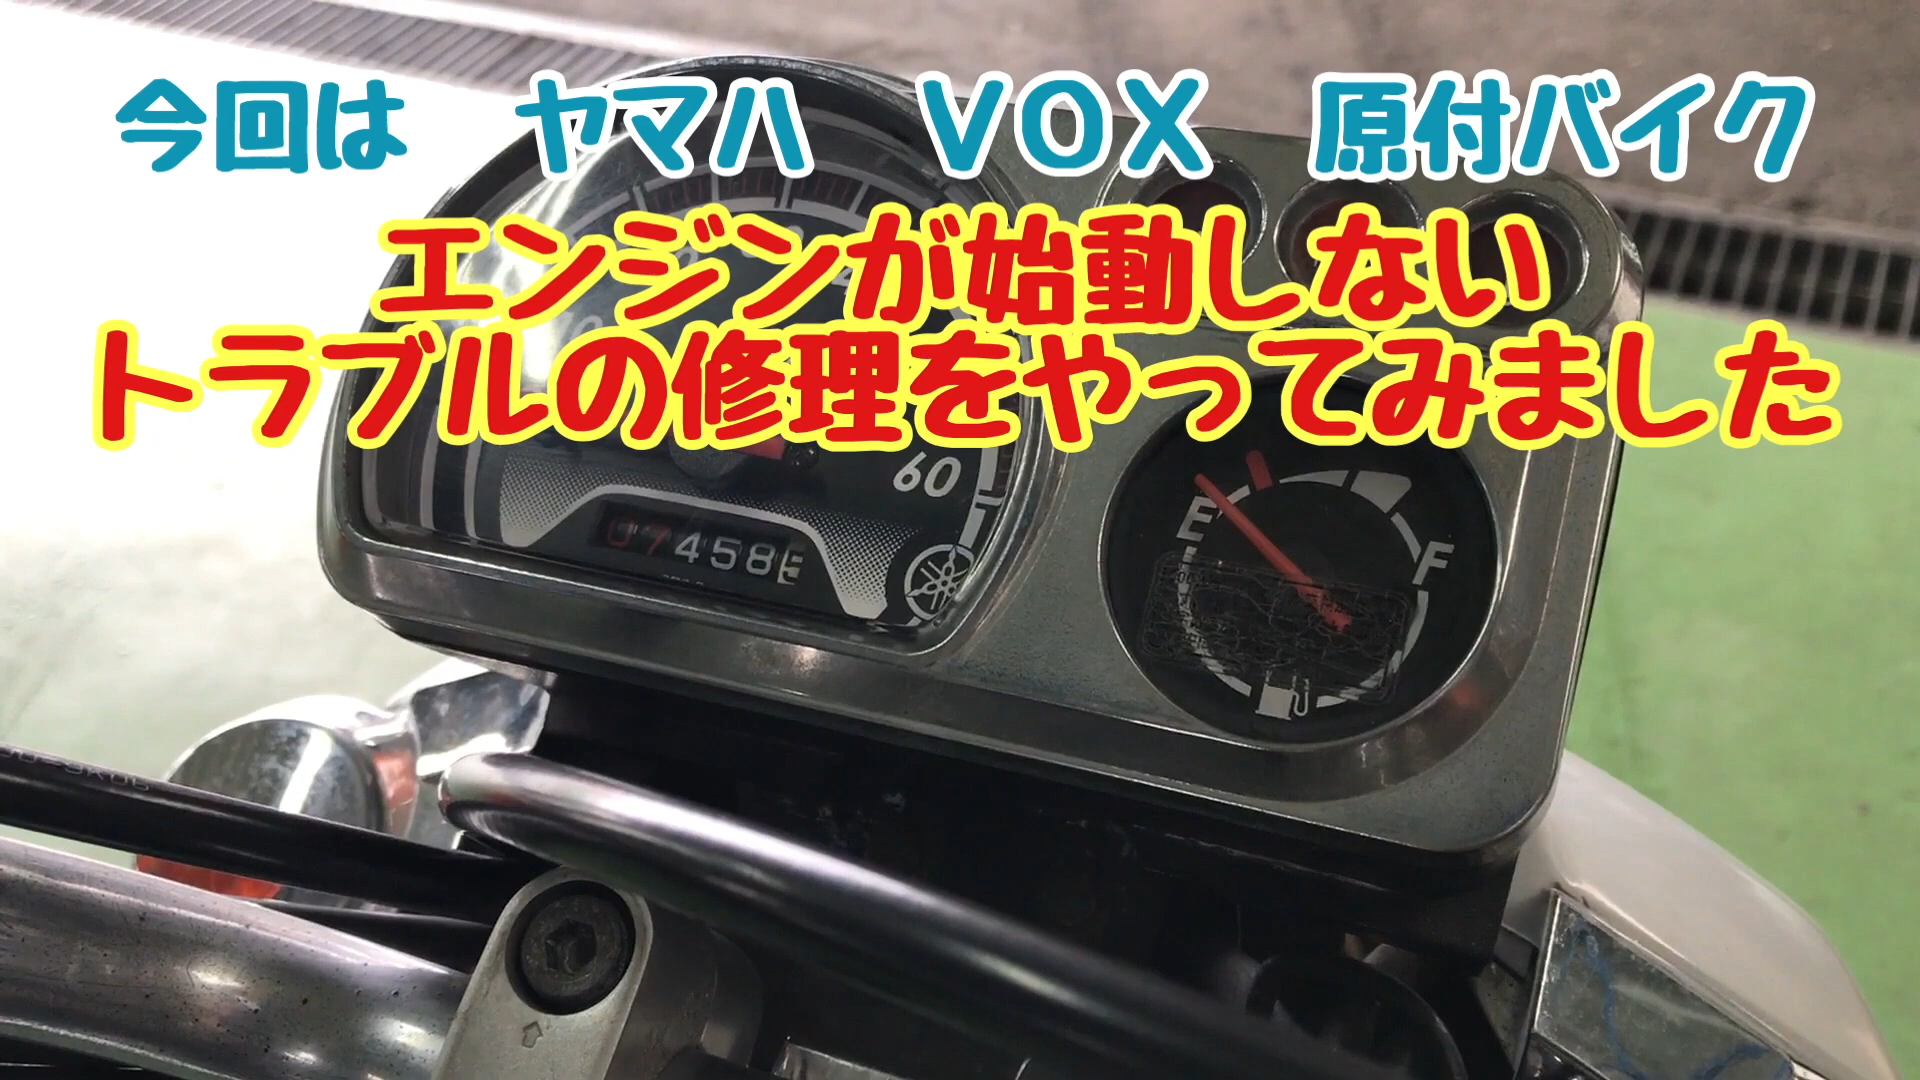 今回は　ヤマハ　VOX　原付バイク
エンジンが始動しない
トラブルの修理をやってみました
60
07458
E
F